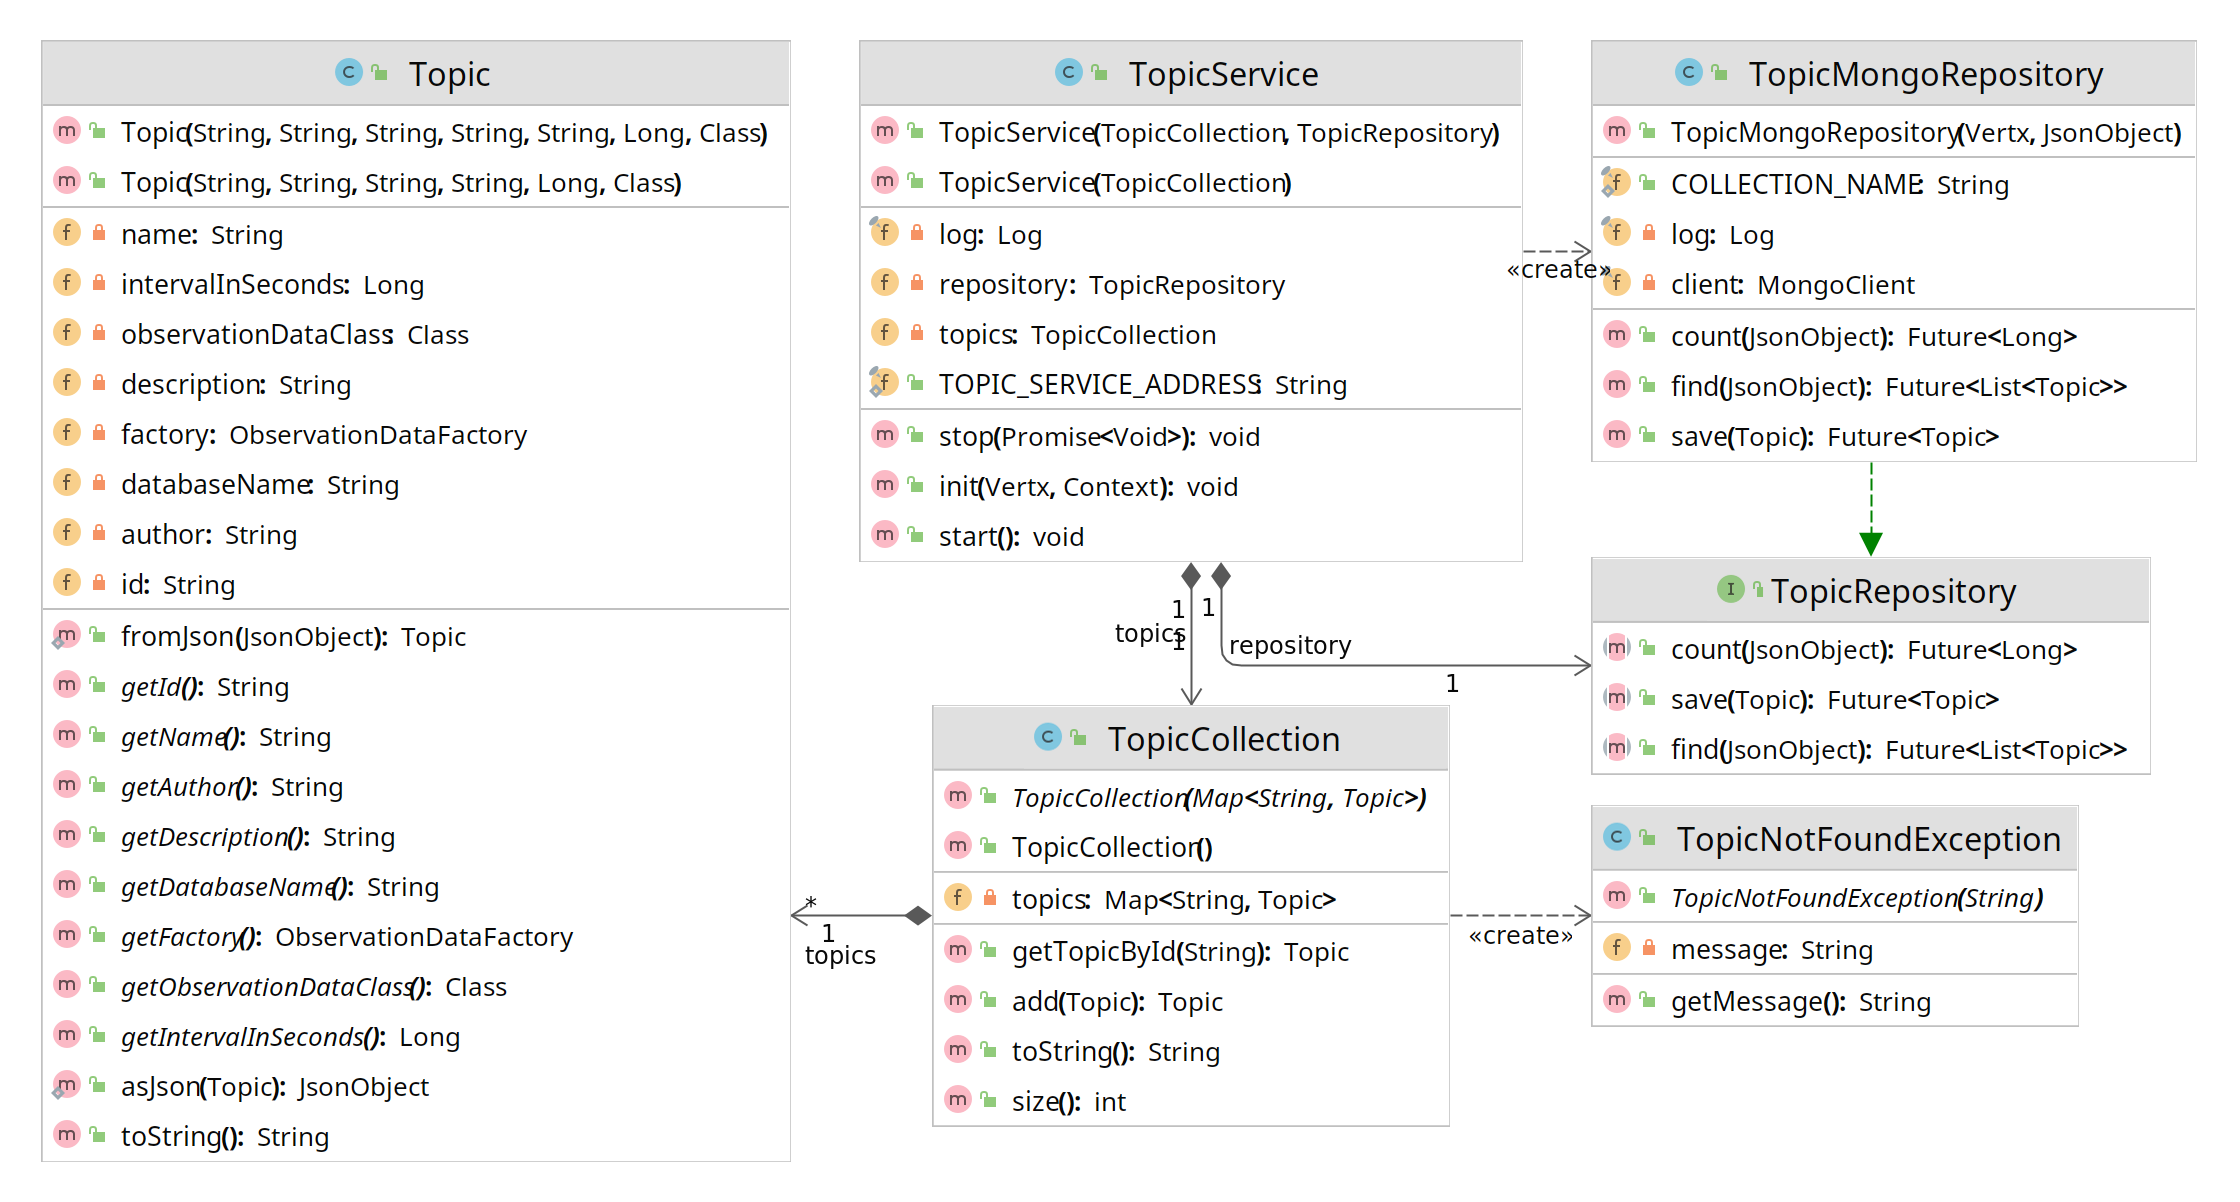 Topic
Topic(String, String, String, String, String, Long, Class)
Topic(String, String, String, String, Long, Class)
name: String
intervalInSeconds: Long
observationDataClass: Class
description: String
factory: ObservationDataFactory
databaseName: String
author: String
id: String
fromJson(JsonObject): Topic
getId(): String
getName(): String
getAuthor(): String
getDescription(): String
getDatabaseName(): String
getFactory(): ObservationDataFactory
getObservationDataClass(): Class
getIntervalInSeconds(): Long
asJson(Topic): JsonObject
toString(): String
TopicService
TopicService(TopicCollection, TopicRepository)
TopicService(TopicCollection)
log: Log
repository: TopicRepository
topics: TopicCollection
TOPIC_SERVICE_ADDRESS: String
stop(Promise<Void>): void
init(Vertx, Context): void
start(): void
«create»
TopicMongoRepository
TopicMongoRepository(Vertx, JsonObject)
COLLECTION_NAME: String
log: Log
client: MongoClient
count(JsonObject): Future<Long>
find(JsonObject): Future<List<Topic>>
save(Topic): Future<Topic>
1
topics
1
1
repository
1
TopicRepository
count(JsonObject): Future<Long>
save(Topic): Future<Topic>
find(JsonObject): Future<List<Topic>>
TopicCollection
TopicCollection(Map<String, Topic>)
TopicCollection()
topics: Map<String, Topic>
getTopicById(String): Topic
add(Topic): Topic
toString(): String
size(): int
*
1
topics
«create»
TopicNotFoundException
TopicNotFoundException(String)
message: String
getMessage(): String